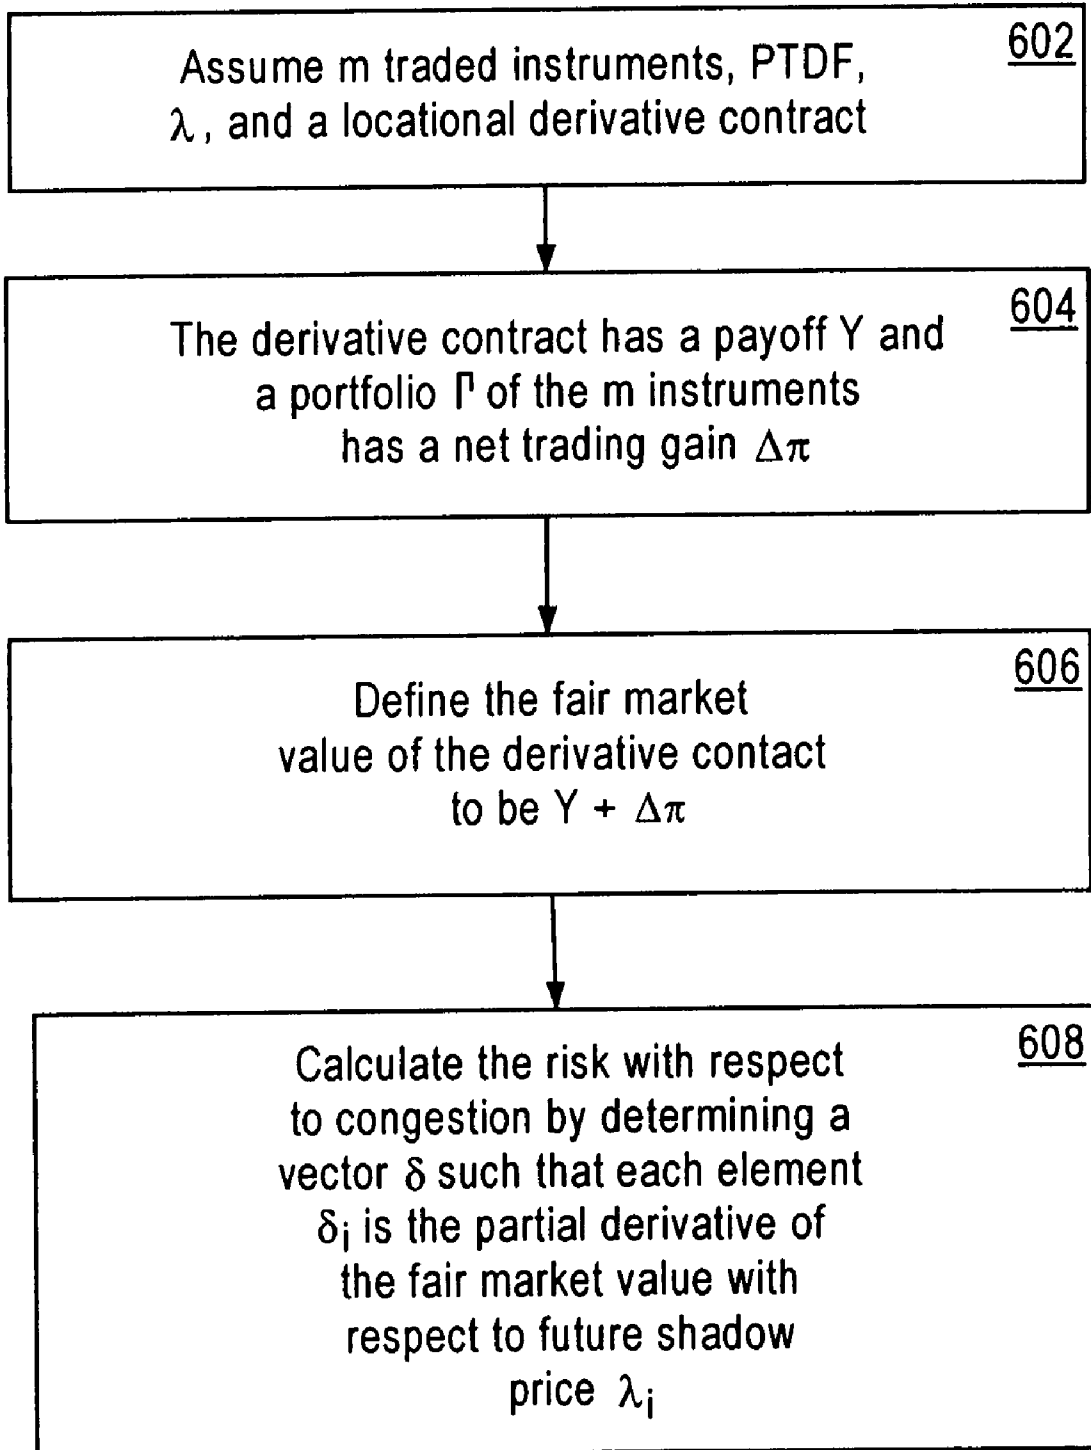 602
Assume m traded instruments, PTDF,
λ, and a locational derivative contract
604
The derivative contract has a payoff Y and
a portfolio Γ of the m instruments
has a net trading gain Δπ
606
Define the fair market
value of the derivative contact
to be Y + Δπ
608
Calculate the risk with respect
to congestion by determining a
vector δ such that each element
δi is the partial derivative of
the fair market value with
respect to future shadow
price λi